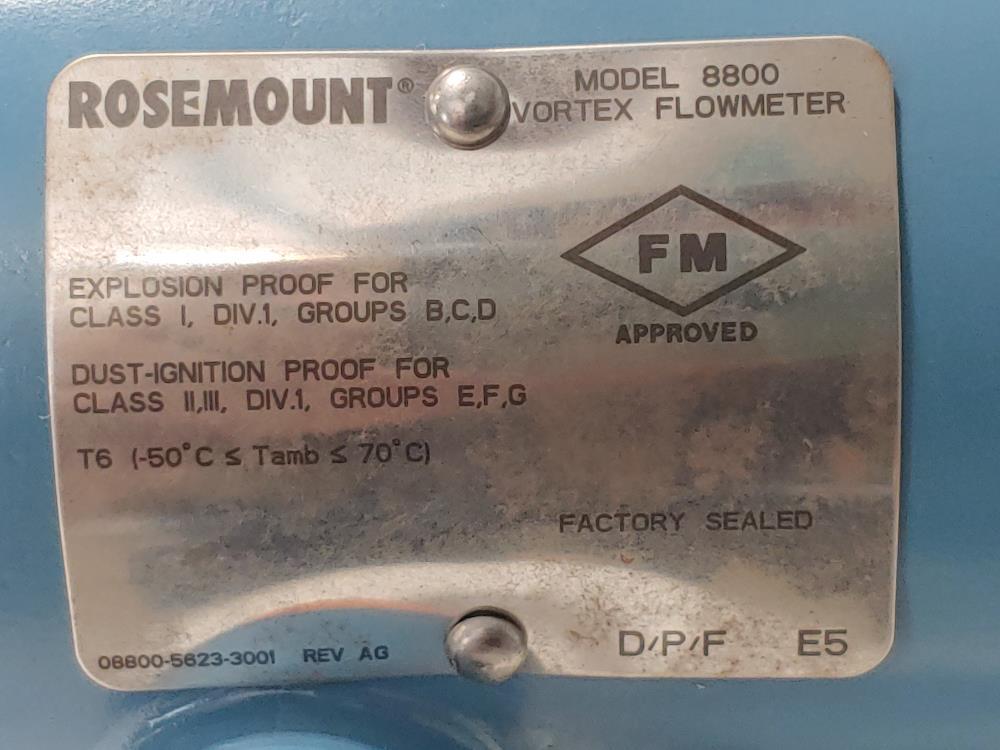 ROSEMOUNT®
MODEL 8800
VORTEX FLOWMETER
FM
APPROVED
EXPLOSION PROOF FOR
CLASS I, DIV.1, GROUPS B,C,D
DUST-IGNITION PROOF FOR
CLASS II,III, DIV.1, GROUPS E,F,G
T6 (-50°C ≤ Tamb ≤ 70°C)
FACTORY SEALED
08800-5623-3001 REV AG
D/P/F E5